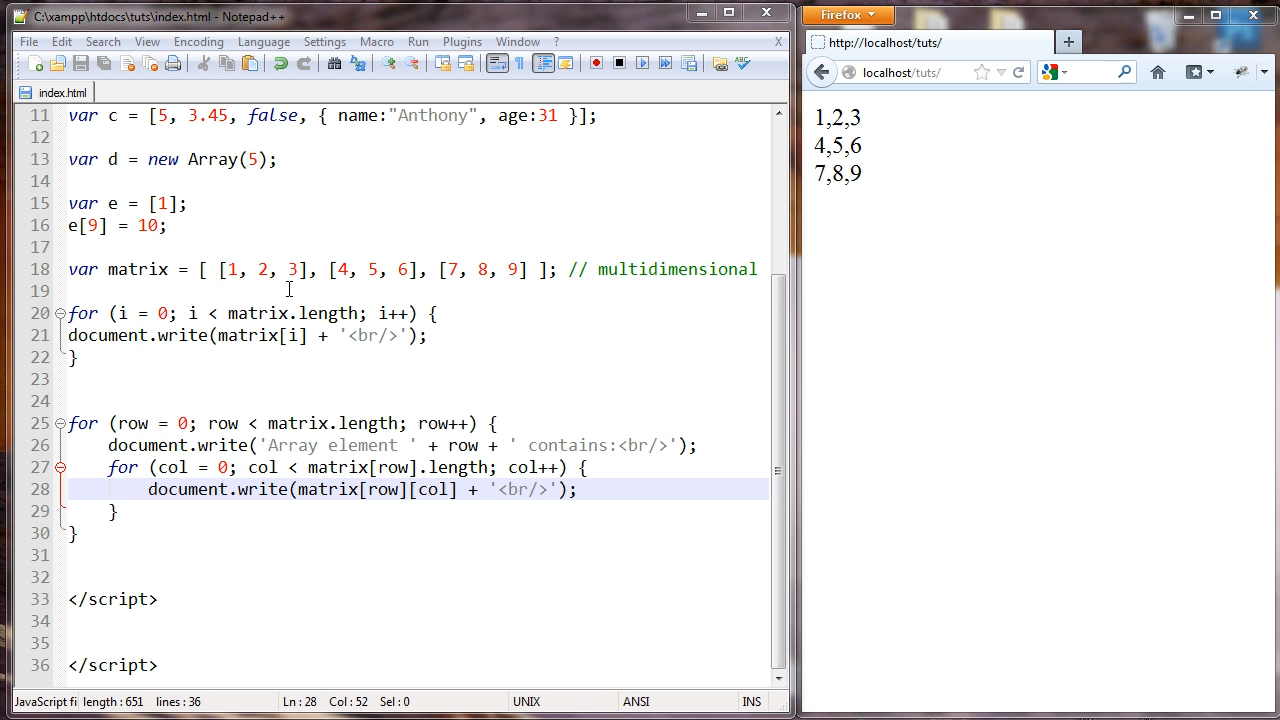 C:\xampp\htdocs\tuts\index.html - Notepad++
File Edit Search View Encoding Language Settings Macro Run Plugins Window ? X
index.html
11 var c = [5, 3.45, false, { name:"Anthony", age:31 }];
12
13 var d = new Array(5);
14
15 var e = [1];
16 e[9] = 10;
17
18 var matrix = [ [1, 2, 3], [4, 5, 6], [7, 8, 9] ]; // multidimensional
19
20 for (i = 0; i < matrix.length; i++) {
21 document.write(matrix[i] + '<br/>');
22 }
23
24
25 for (row = 0; row < matrix.length; row++) {
26 document.write('Array element ' + row + ' contains:<br/>');
27 for (col = 0; col < matrix[row].length; col++) {
28 document.write(matrix[row][col] + '<br/>');
29 }
30 }
31
32
33 </script>
34
35
36 </script>
JavaScript fi length : 651 lines : 36 Ln : 28 Col : 52 Sel : 0 UNIX ANSI INS
Firefox
http://localhost/tuts/
localhost/tuts/
1,2,3
4,5,6
7,8,9